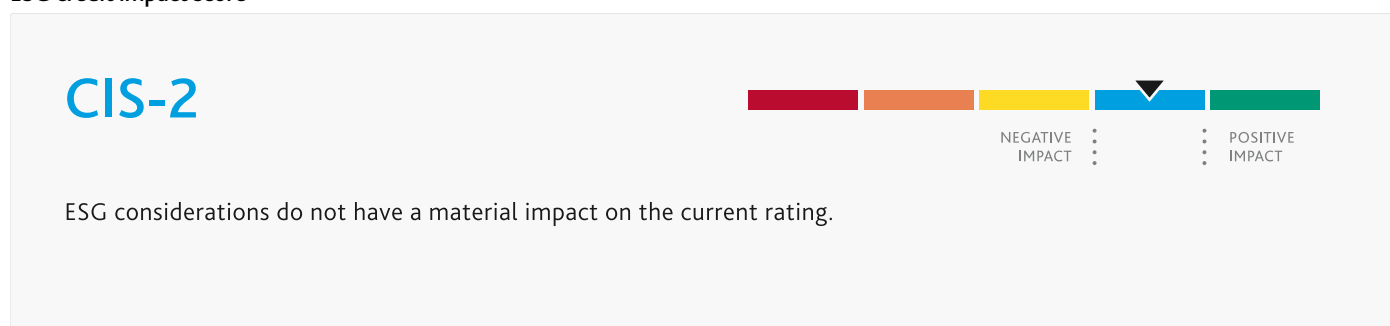 CIS-2
NEGATIVE
IMPACT
POSITIVE
IMPACT
ESG considerations do not have a material impact on the current rating.